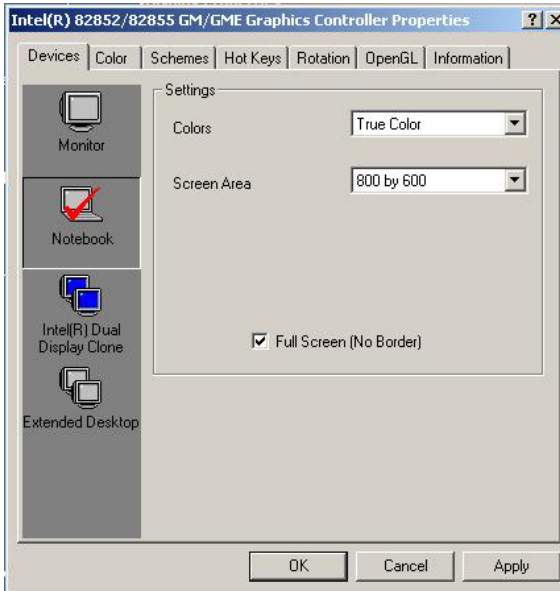 Intel(R) 82852/82855 GM/GME Graphics Controller Properties
Devices Color Schemes Hot Keys Rotation OpenGL Information
Settings
Monitor
Colors True Color
Notebook
Screen Area 800 by 600
Intel(R) Dual
Display Clone
Full Screen (No Border)
Extended Desktop
OK Cancel Apply